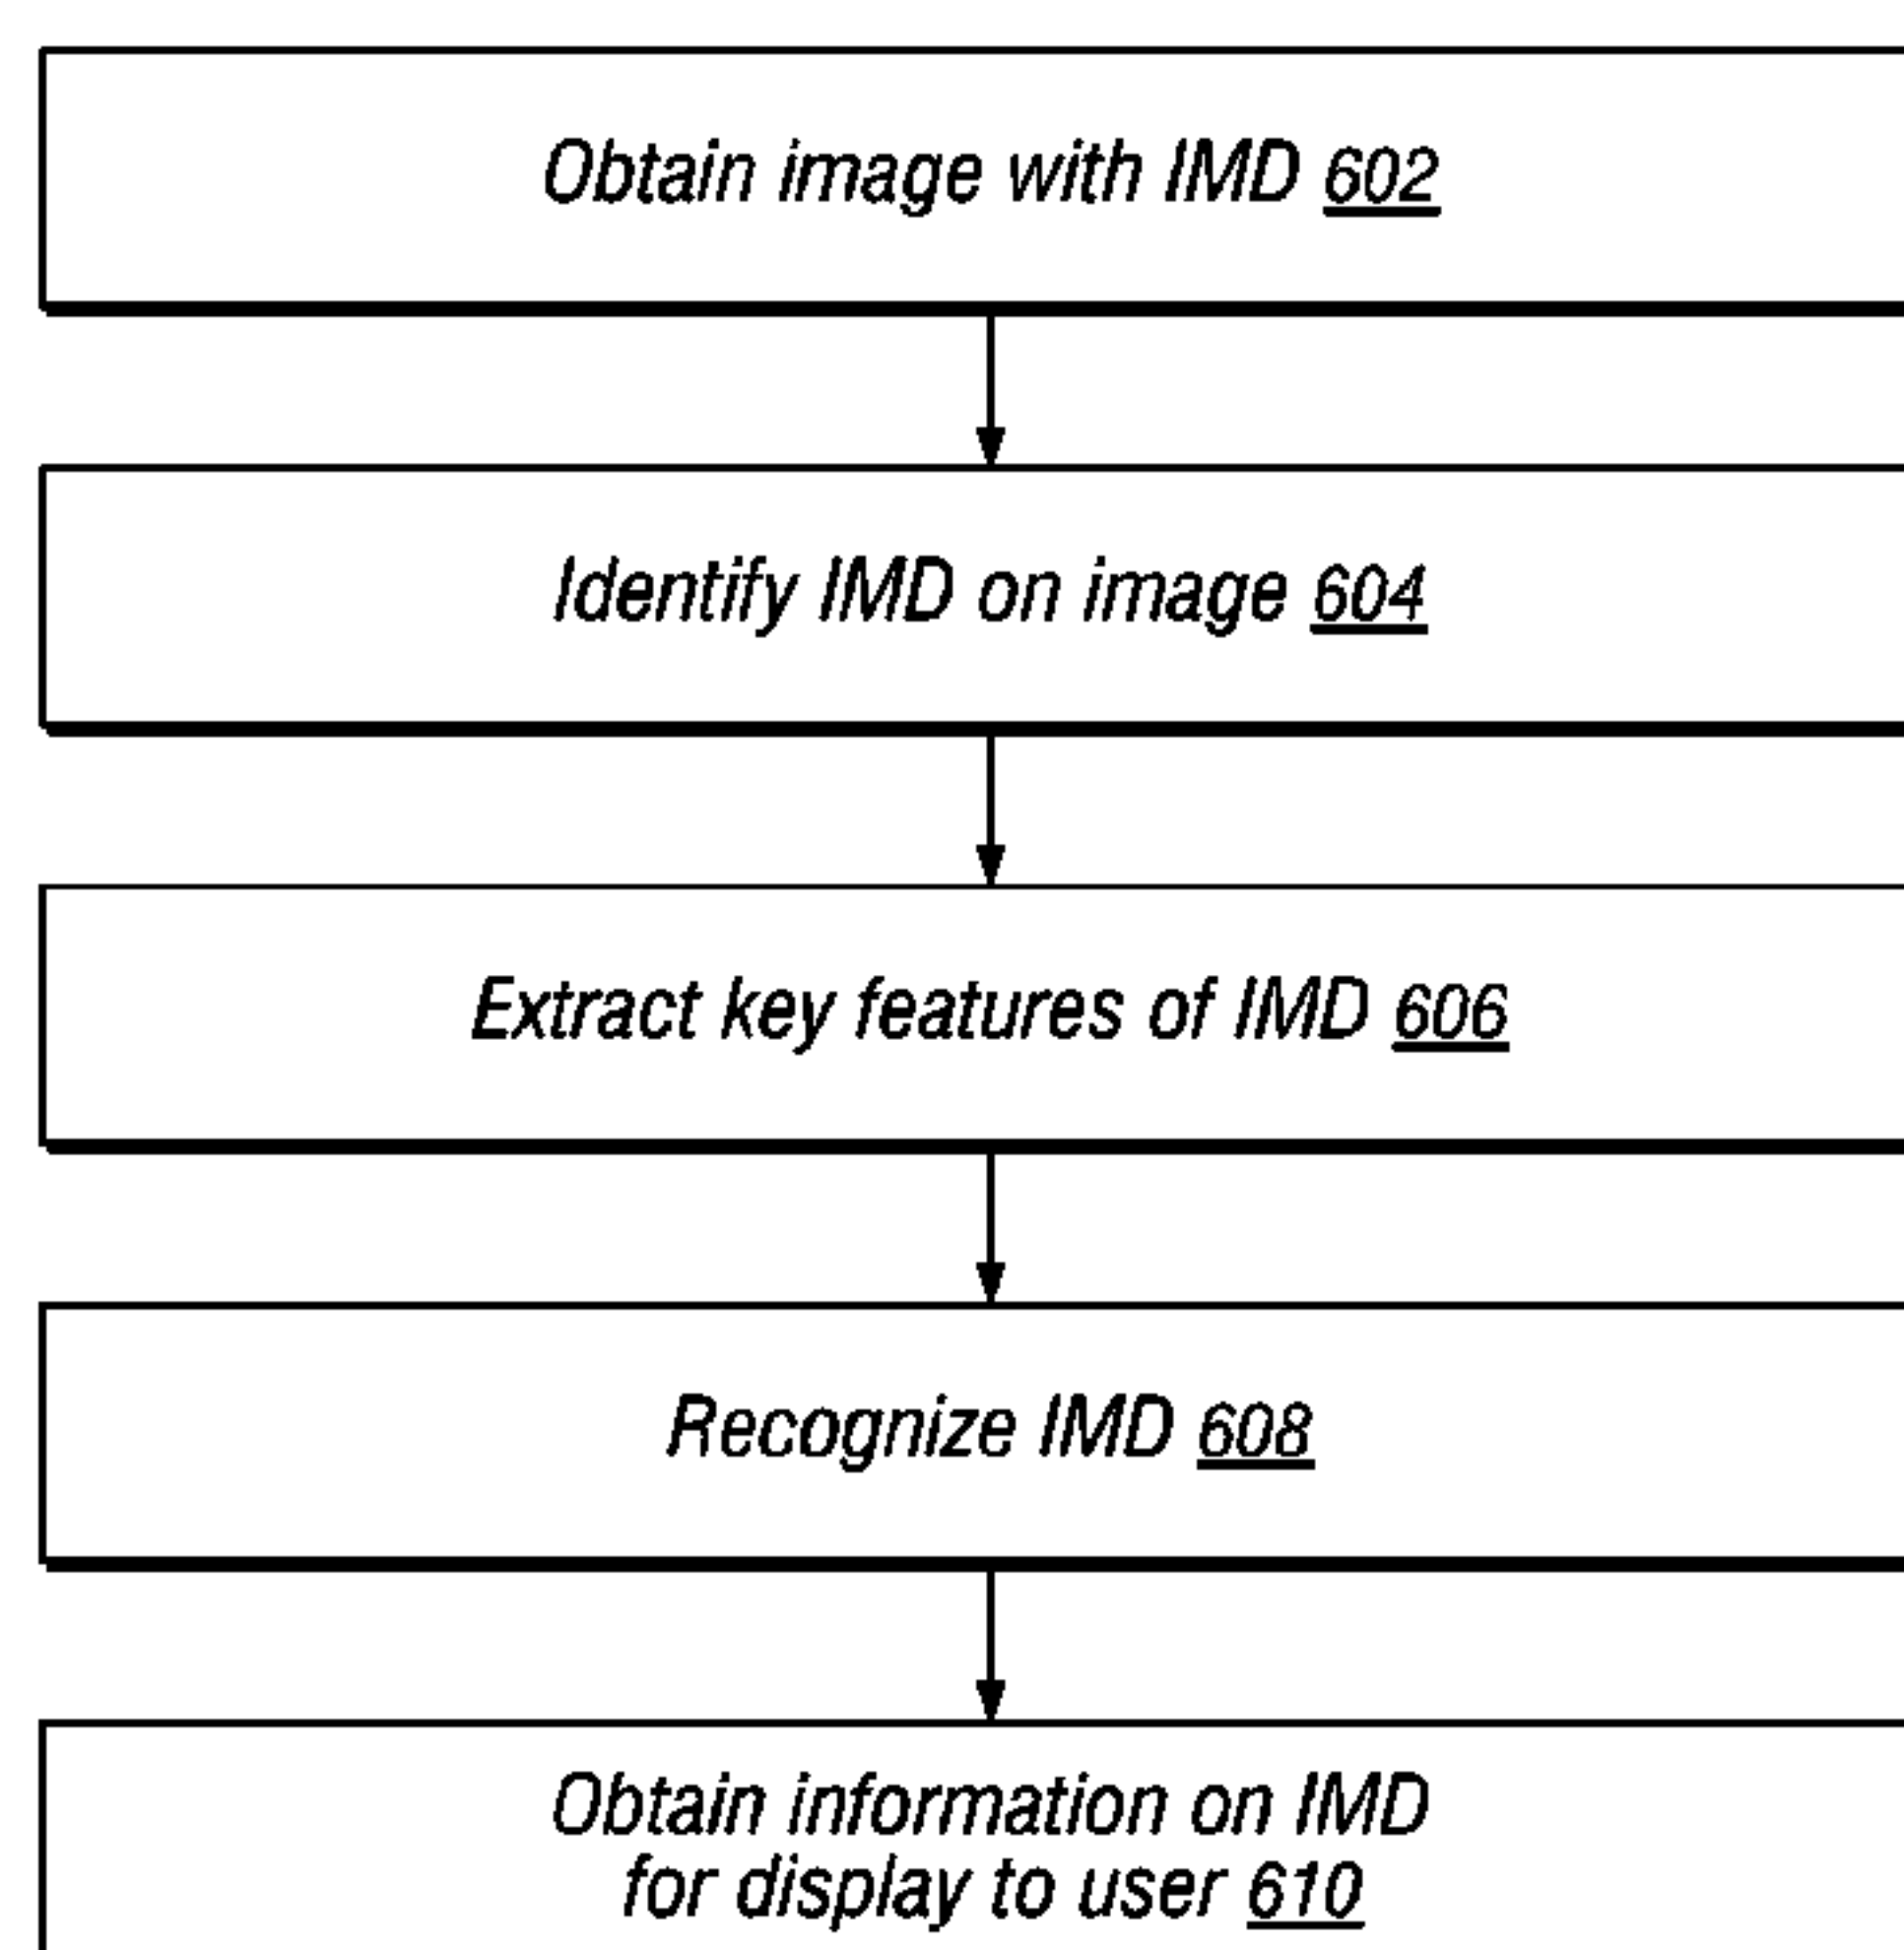 Obtain image with IMD 602
Identify IMD on image 604
Extract key features of IMD 606
Recognize IMD 608
Obtain information on IMD
for display to user 610